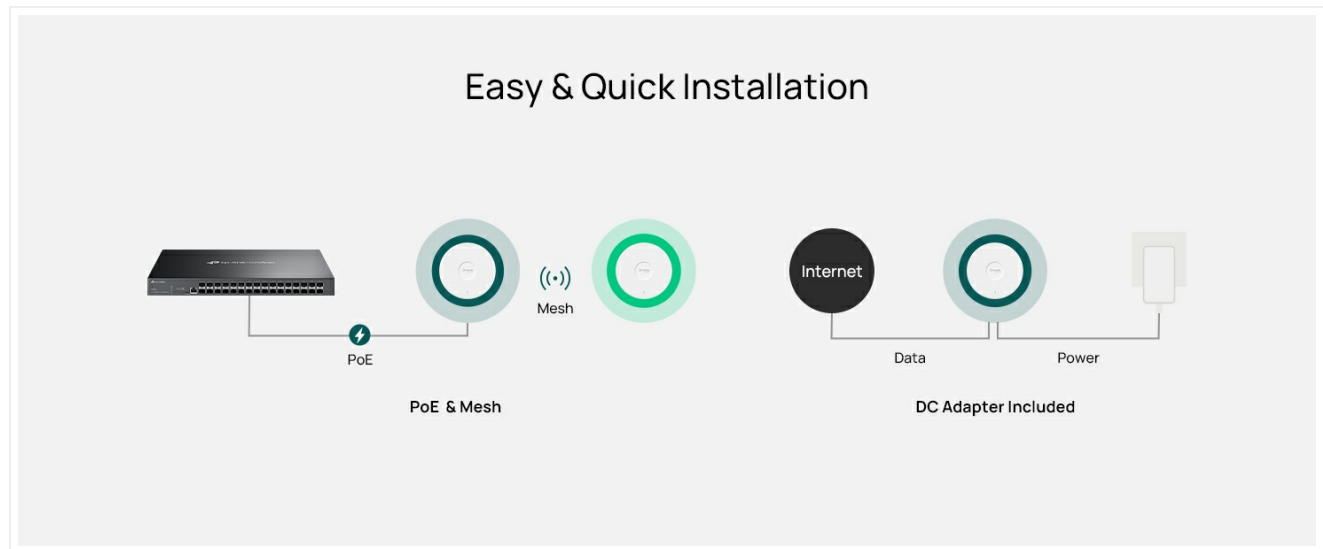 Easy & Quick Installation
Mesh
PoE
PoE & Mesh
Internet
Data
Power
DC Adapter Included